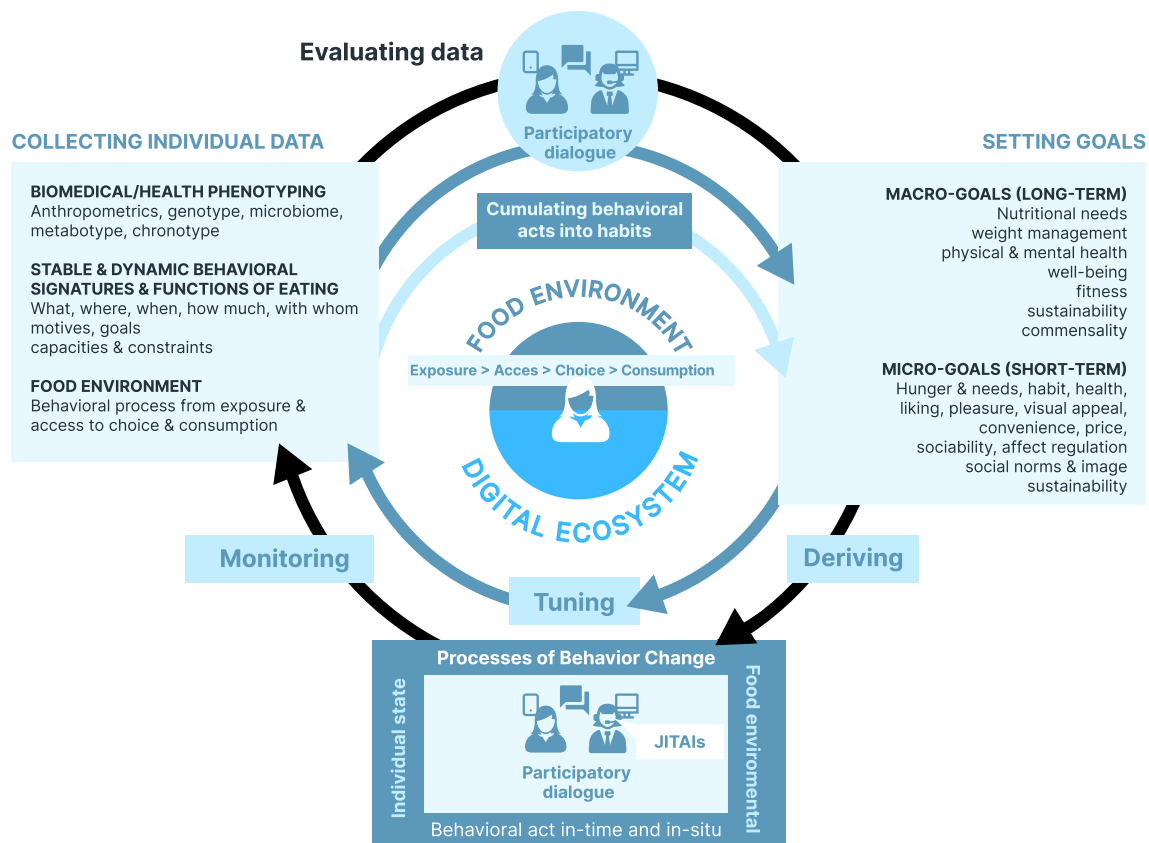 Evaluating data
Participatory
dialogue
COLLECTING INDIVIDUAL DATA
BIOMEDICAL/HEALTH PHENOTYPING
Anthropometrics, genotype, microbiome,
metabotype, chronotype
STABLE & DYNAMIC BEHAVIORAL
SIGNATURES & FUNCTIONS OF EATING
What, where, when, how much, with whom
motives, goals
capacities & constraints
FOOD ENVIRONMENT
Behavioral process from exposure &
access to choice & consumption
Cumulating behavioral
acts into habits
FOOD ENVIRONMENT
Exposure > Acces > Choice > Consumption
DIGITAL ECOSYSTEM
SETTING GOALS
MACRO-GOALS (LONG-TERM)
Nutritional needs
weight management
physical & mental health
well-being
fitness
sustainability
commensality
MICRO-GOALS (SHORT-TERM)
Hunger & needs, habit, health,
liking, pleasure, visual appeal,
convenience, price,
sociability, affect regulation
social norms & image
sustainability
Monitoring
Tuning
Deriving
Processes of Behavior Change
Individual state
JITAIs
Participatory
dialogue
Food enviromental
Behavioral act in-time and in-situ